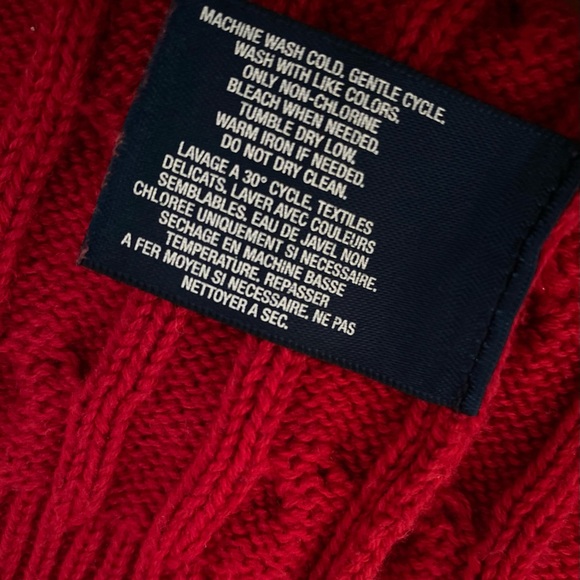 MACHINE WASH COLD, GENTLE CYCLE.
WASH WITH LIKE COLORS.
ONLY NON-CHLORINE
BLEACH WHEN NEEDED.
TUMBLE DRY LOW.
WARM IRON IF NEEDED.
DO NOT DRY CLEAN.
LAVAGE A 30° CYCLE, TEXTILES
DELICATS, LAVER AVEC COULEURS
SEMBLABLES, EAU DE JAVEL NON
CHLOREE UNIQUEMENT SI NECESSAIRE.
SECHAGE EN MACHINE BASSE
TEMPERATURE. REPASSER
A FER MOYEN SI NECESSAIRE. NE PAS
NETTOYER A SEC.